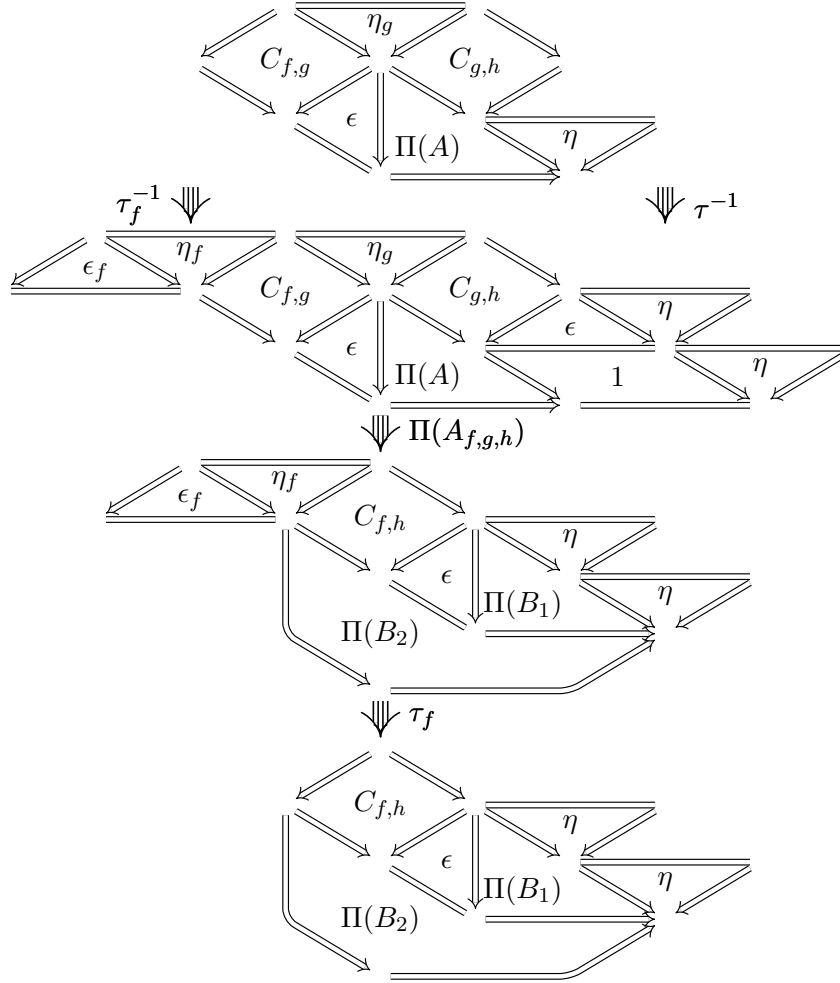 η_g
C_{f,g} C_{g,h}
ϵ
Π(A) η
τ_f^{-1} τ^{-1}
η_f η_g
ϵ_f C_{f,g} C_{g,h}
ϵ ϵ η
Π(A) 1 η
Π(A_{f,g,h})
η_f
ϵ_f C_{f,h}
ϵ η
Π(B_1) η
Π(B_2)
τ_f
C_{f,h} η
ϵ
Π(B_1) η
Π(B_2)